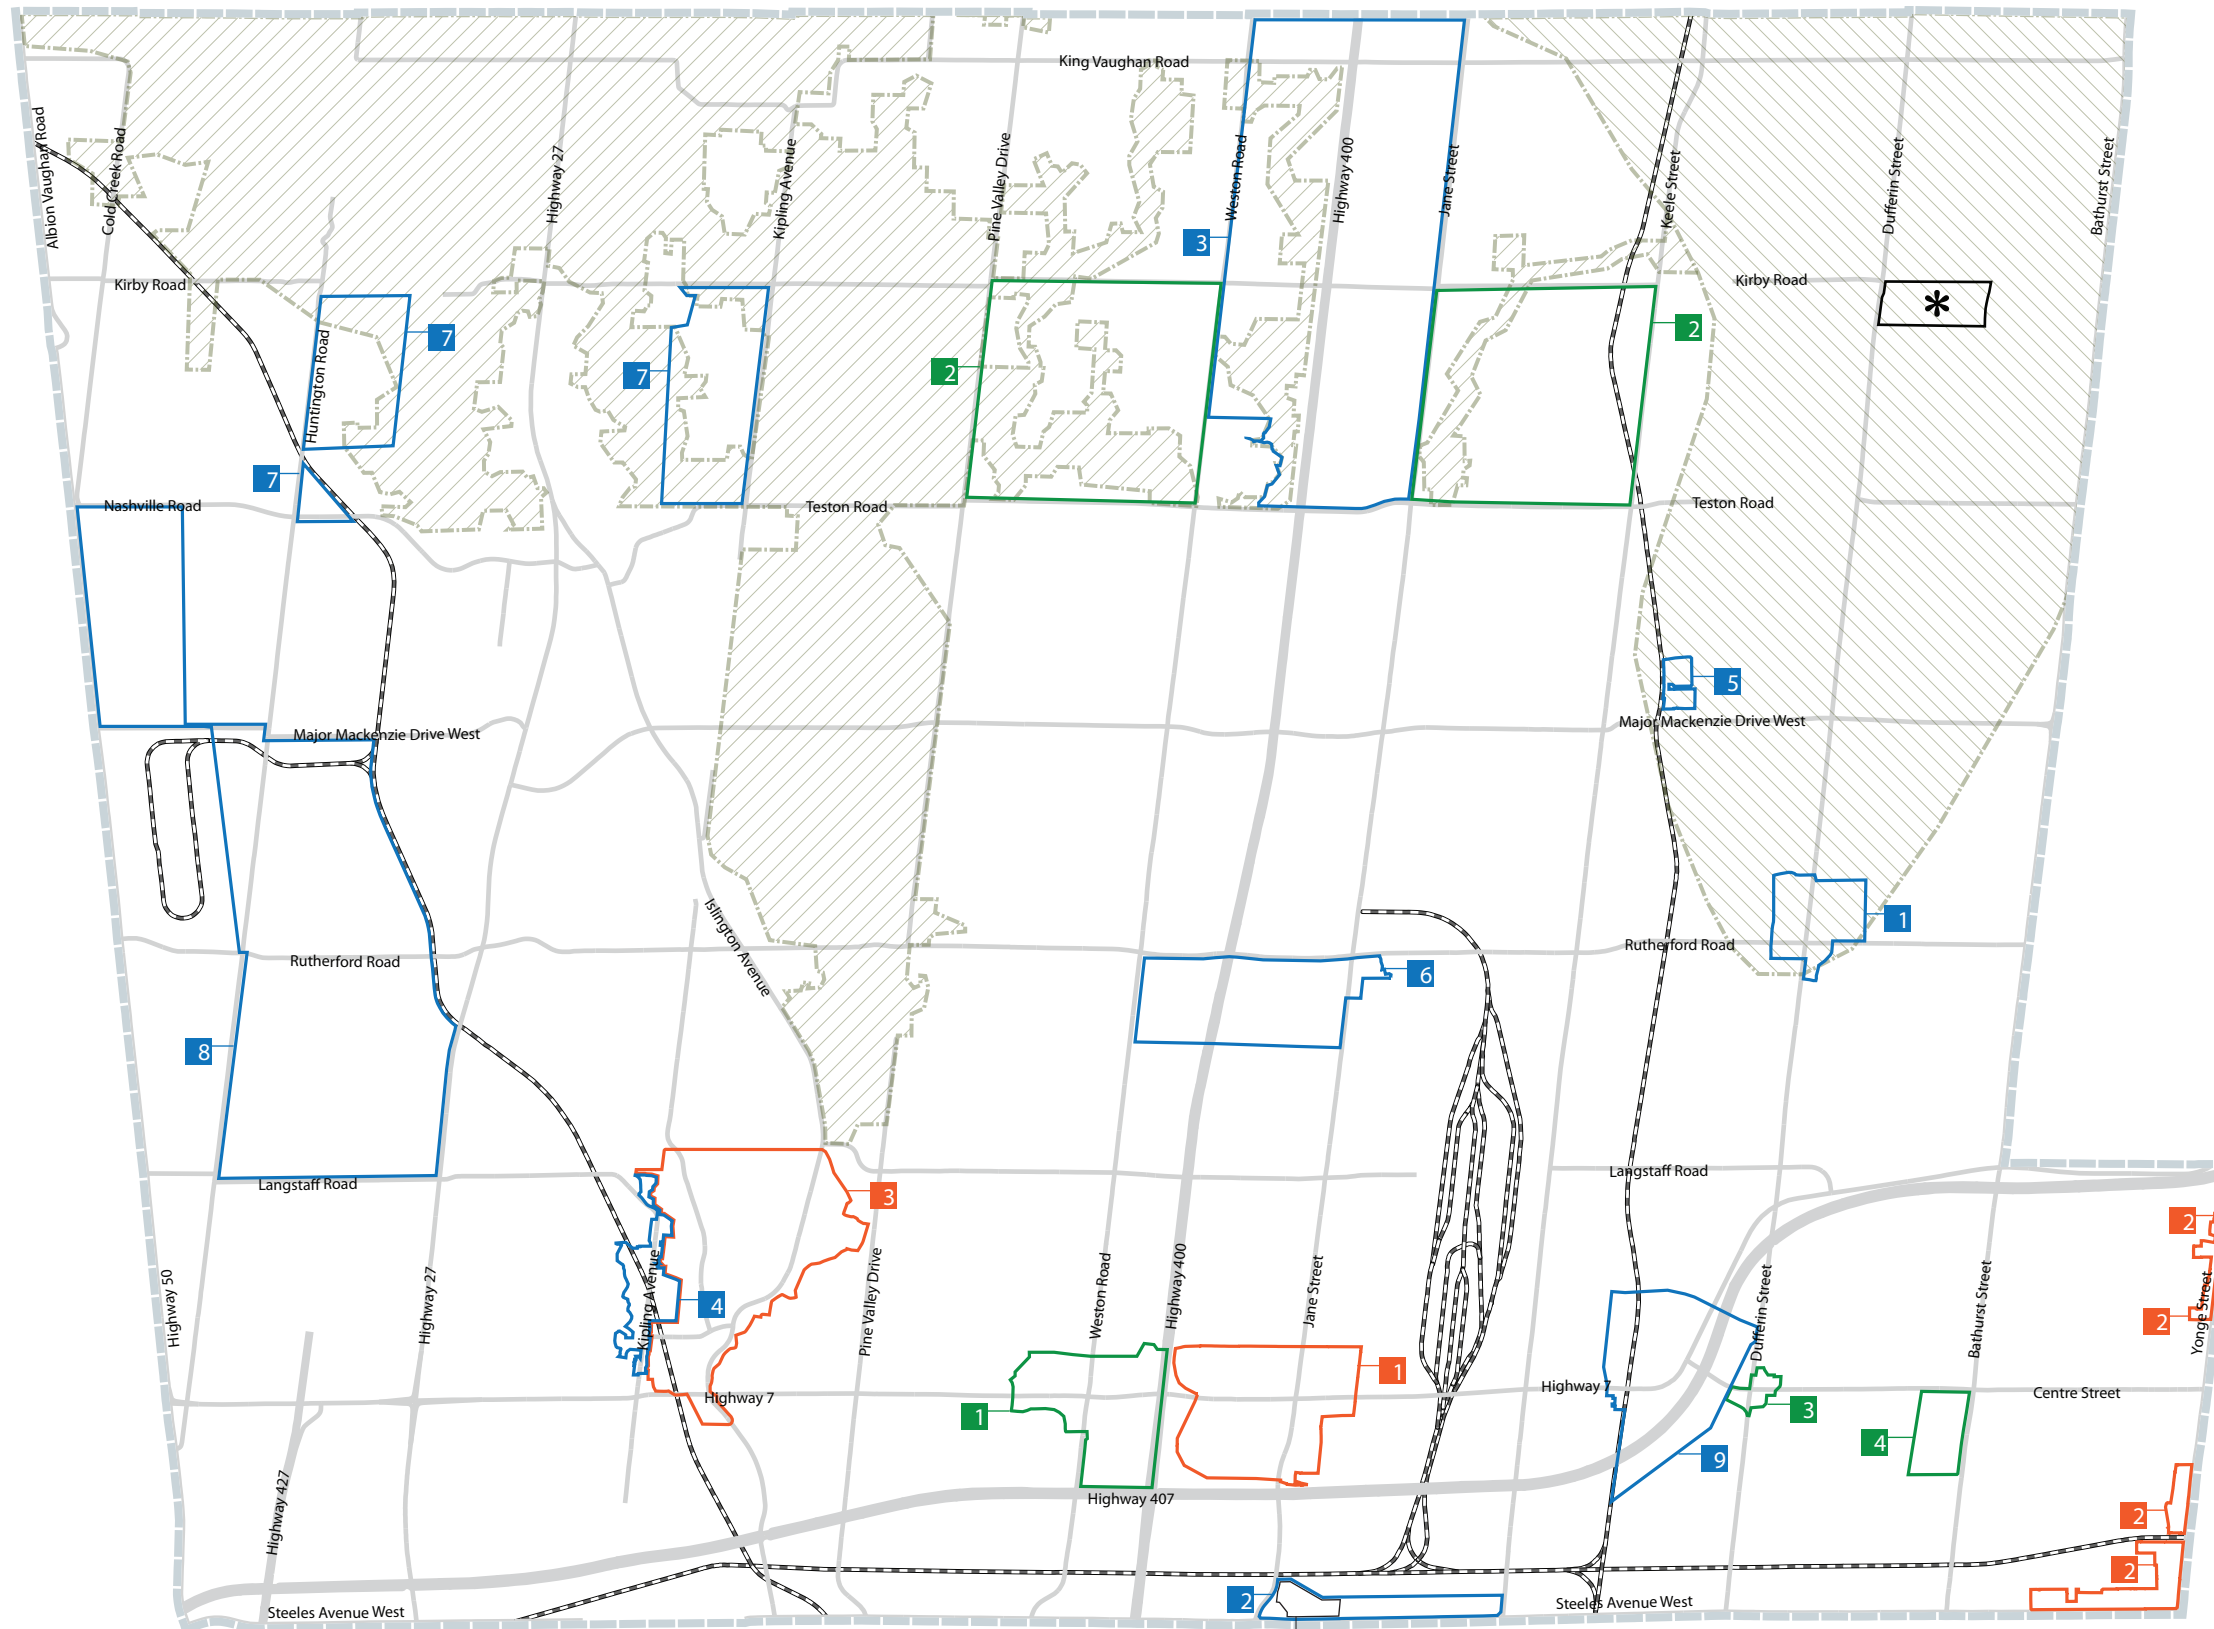 King Vaughan Road
Albion Vaughan Road
Cold Creek Road
Highway 27
Kipling Avenue
Pine Valley Drive
Weston Road
Highway 400
Jane Street
Keele Street
Dufferin Street
Bathurst Street
3
Kirby Road
Kirby Road
*
Huntington Road
7
7
2
2
7
Nashville Road
Teston Road
Teston Road
5
Major Mackenzie Drive West
Major Mackenzie Drive West
1
Islington Avenue
Rutherford Road
Rutherford Road
6
8
Langstaff Road
Langstaff Road
3
2
Highway 50
Highway 27
Kipling Avenue
4
Pine Valley Drive
Weston Road
Highway 400
Jane Street
Dufferin Street
Bathurst Street
Yonge Street
2
1
Highway 7
Highway 7
Centre Street
1
3
4
9
Highway 427
Highway 407
2
2
2
Steeles Avenue West
Steeles Avenue West